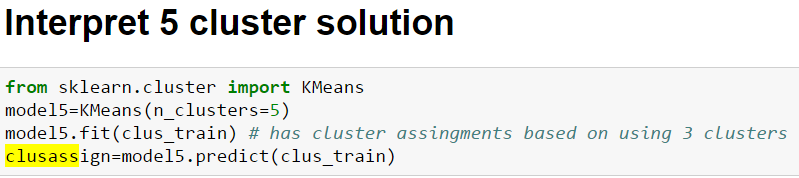 Interpret 5 cluster solution
from sklearn.cluster import KMeans
model5=KMeans(n_clusters=5)
model5.fit(clus_train) # has cluster assingments based on using 3 clusters
clusassign=model5.predict(clus_train)